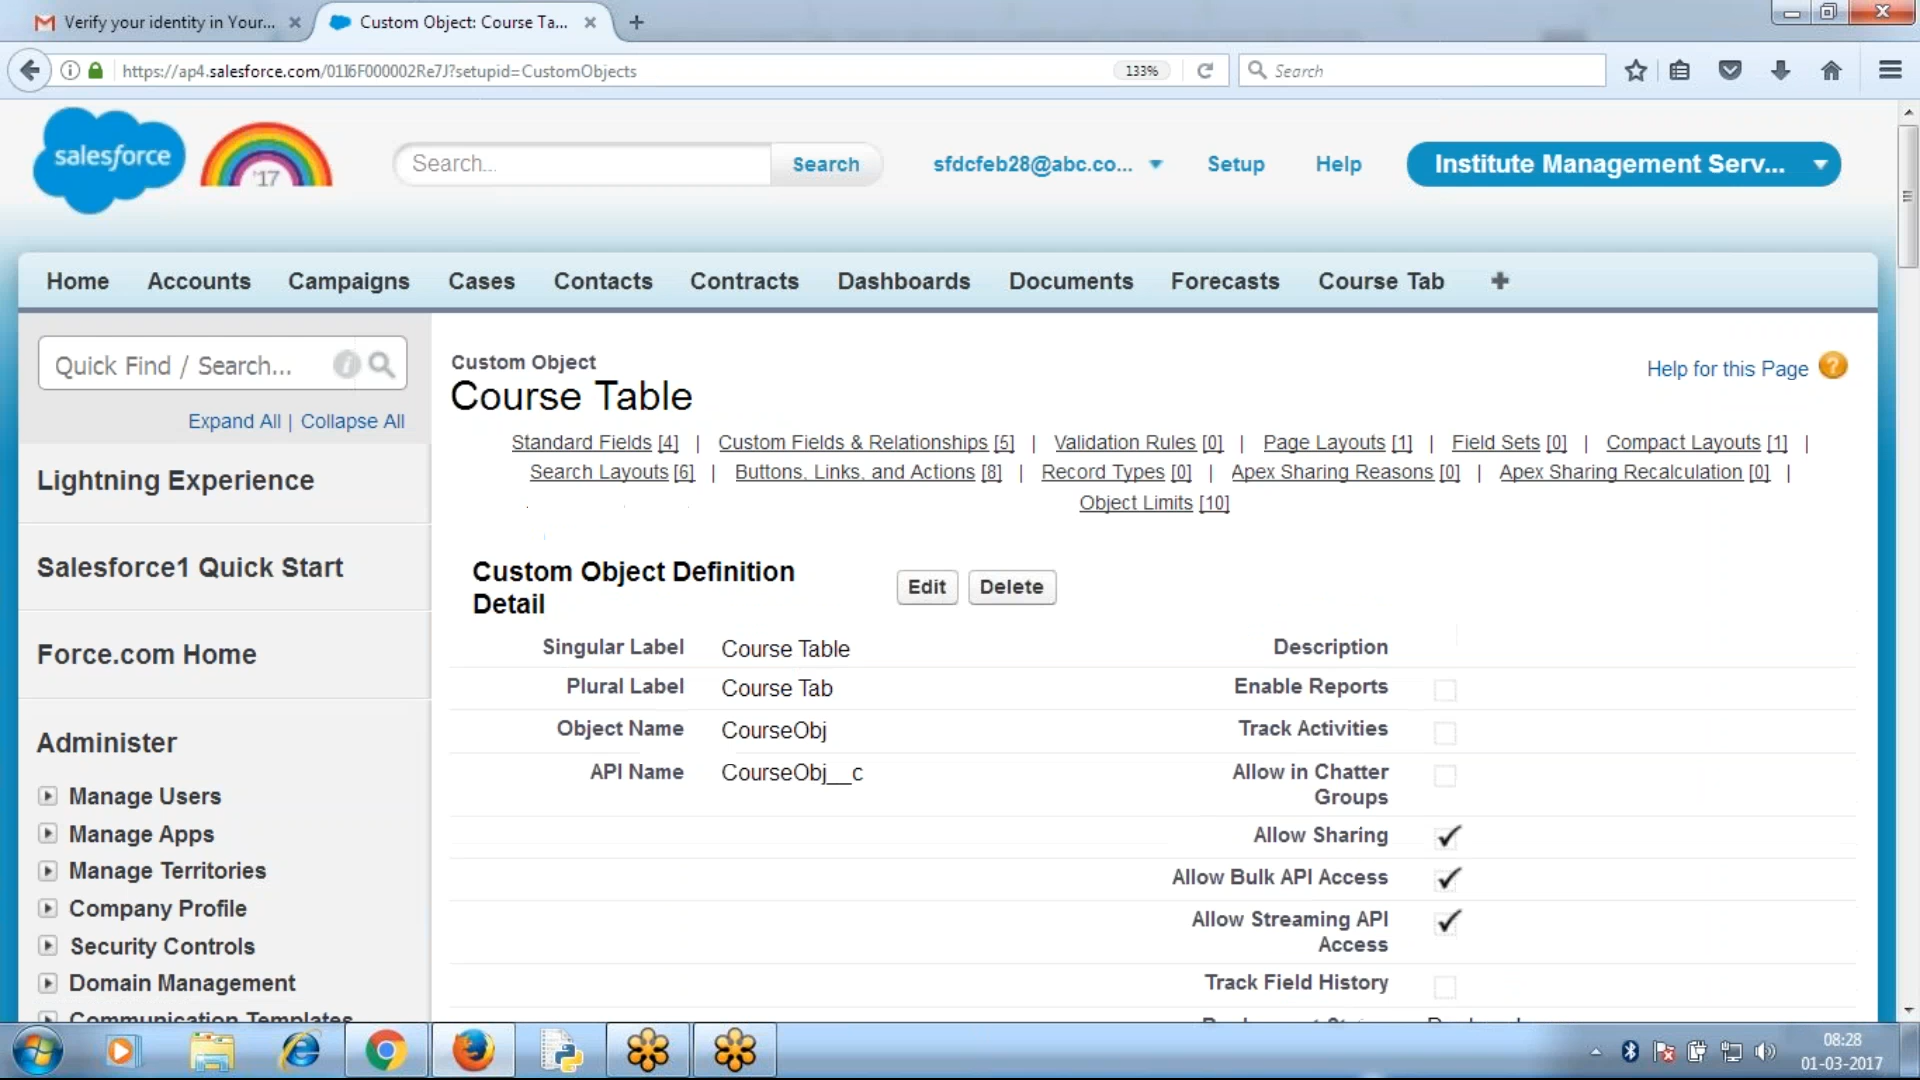 Verify your identity in Your...
Custom Object: Course Ta...
https://ap4.salesforce.com/01I6F000002Re7J?setupid=CustomObjects
133%
Search
salesforce
'17
Search...
Search
sfdcfeb28@abc.co...
Setup
Help
Institute Management Serv...
Home
Accounts
Campaigns
Cases
Contacts
Contracts
Dashboards
Documents
Forecasts
Course Tab
Quick Find / Search...
Expand All | Collapse All
Lightning Experience
Salesforce1 Quick Start
Force.com Home
Administer
Manage Users
Manage Apps
Manage Territories
Company Profile
Security Controls
Domain Management
Communication Templates
Custom Object
Course Table
Help for this Page
Standard Fields [4] | Custom Fields & Relationships [5] | Validation Rules [0] | Page Layouts [1] | Field Sets [0] | Compact Layouts [1] |
Search Layouts [6] | Buttons, Links, and Actions [8] | Record Types [0] | Apex Sharing Reasons [0] | Apex Sharing Recalculation [0] |
Object Limits [10]
Custom Object Definition
Detail
Edit
Delete
Singular Label Course Table
Description
Plural Label Course Tab
Enable Reports
Object Name CourseObj
Track Activities
API Name CourseObj__c
Allow in Chatter
Groups
Allow Sharing
Allow Bulk API Access
Allow Streaming API
Access
Track Field History
08:28
01-03-2017